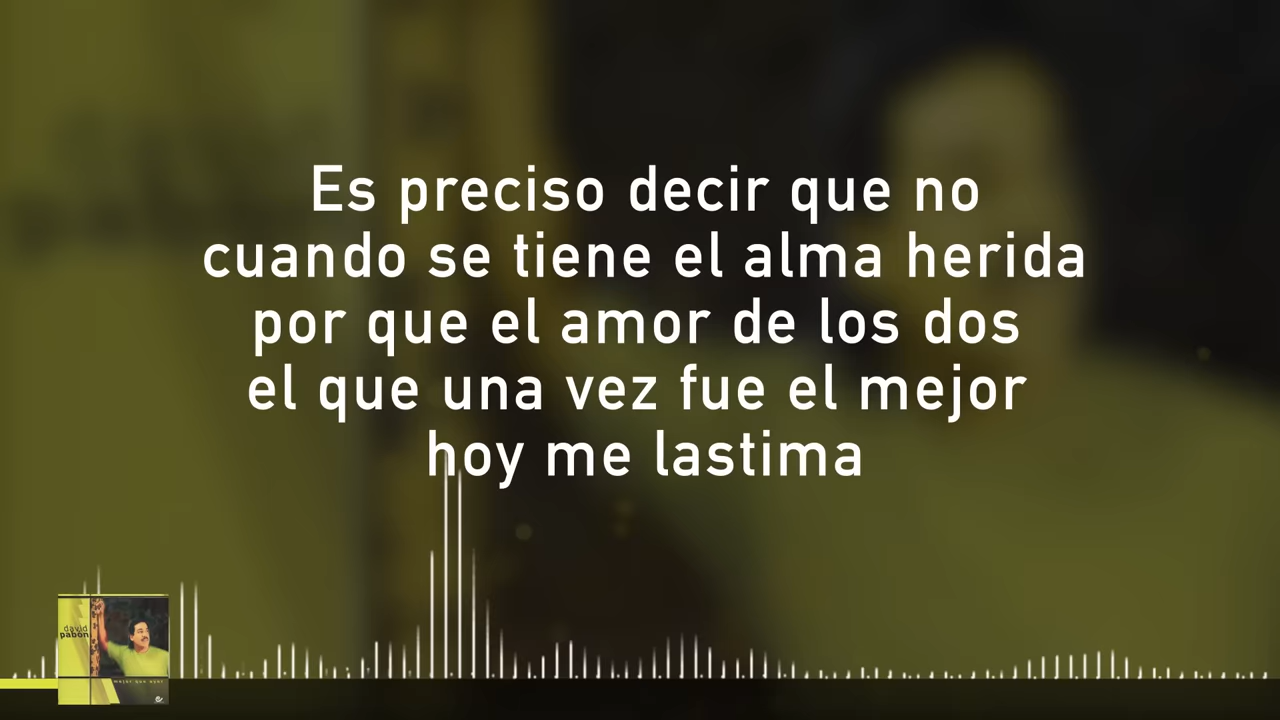 Es preciso decir que no
cuando se tiene el alma herida
por que el amor de los dos
el que una vez fue el mejor
hoy me lastima
david
pabón